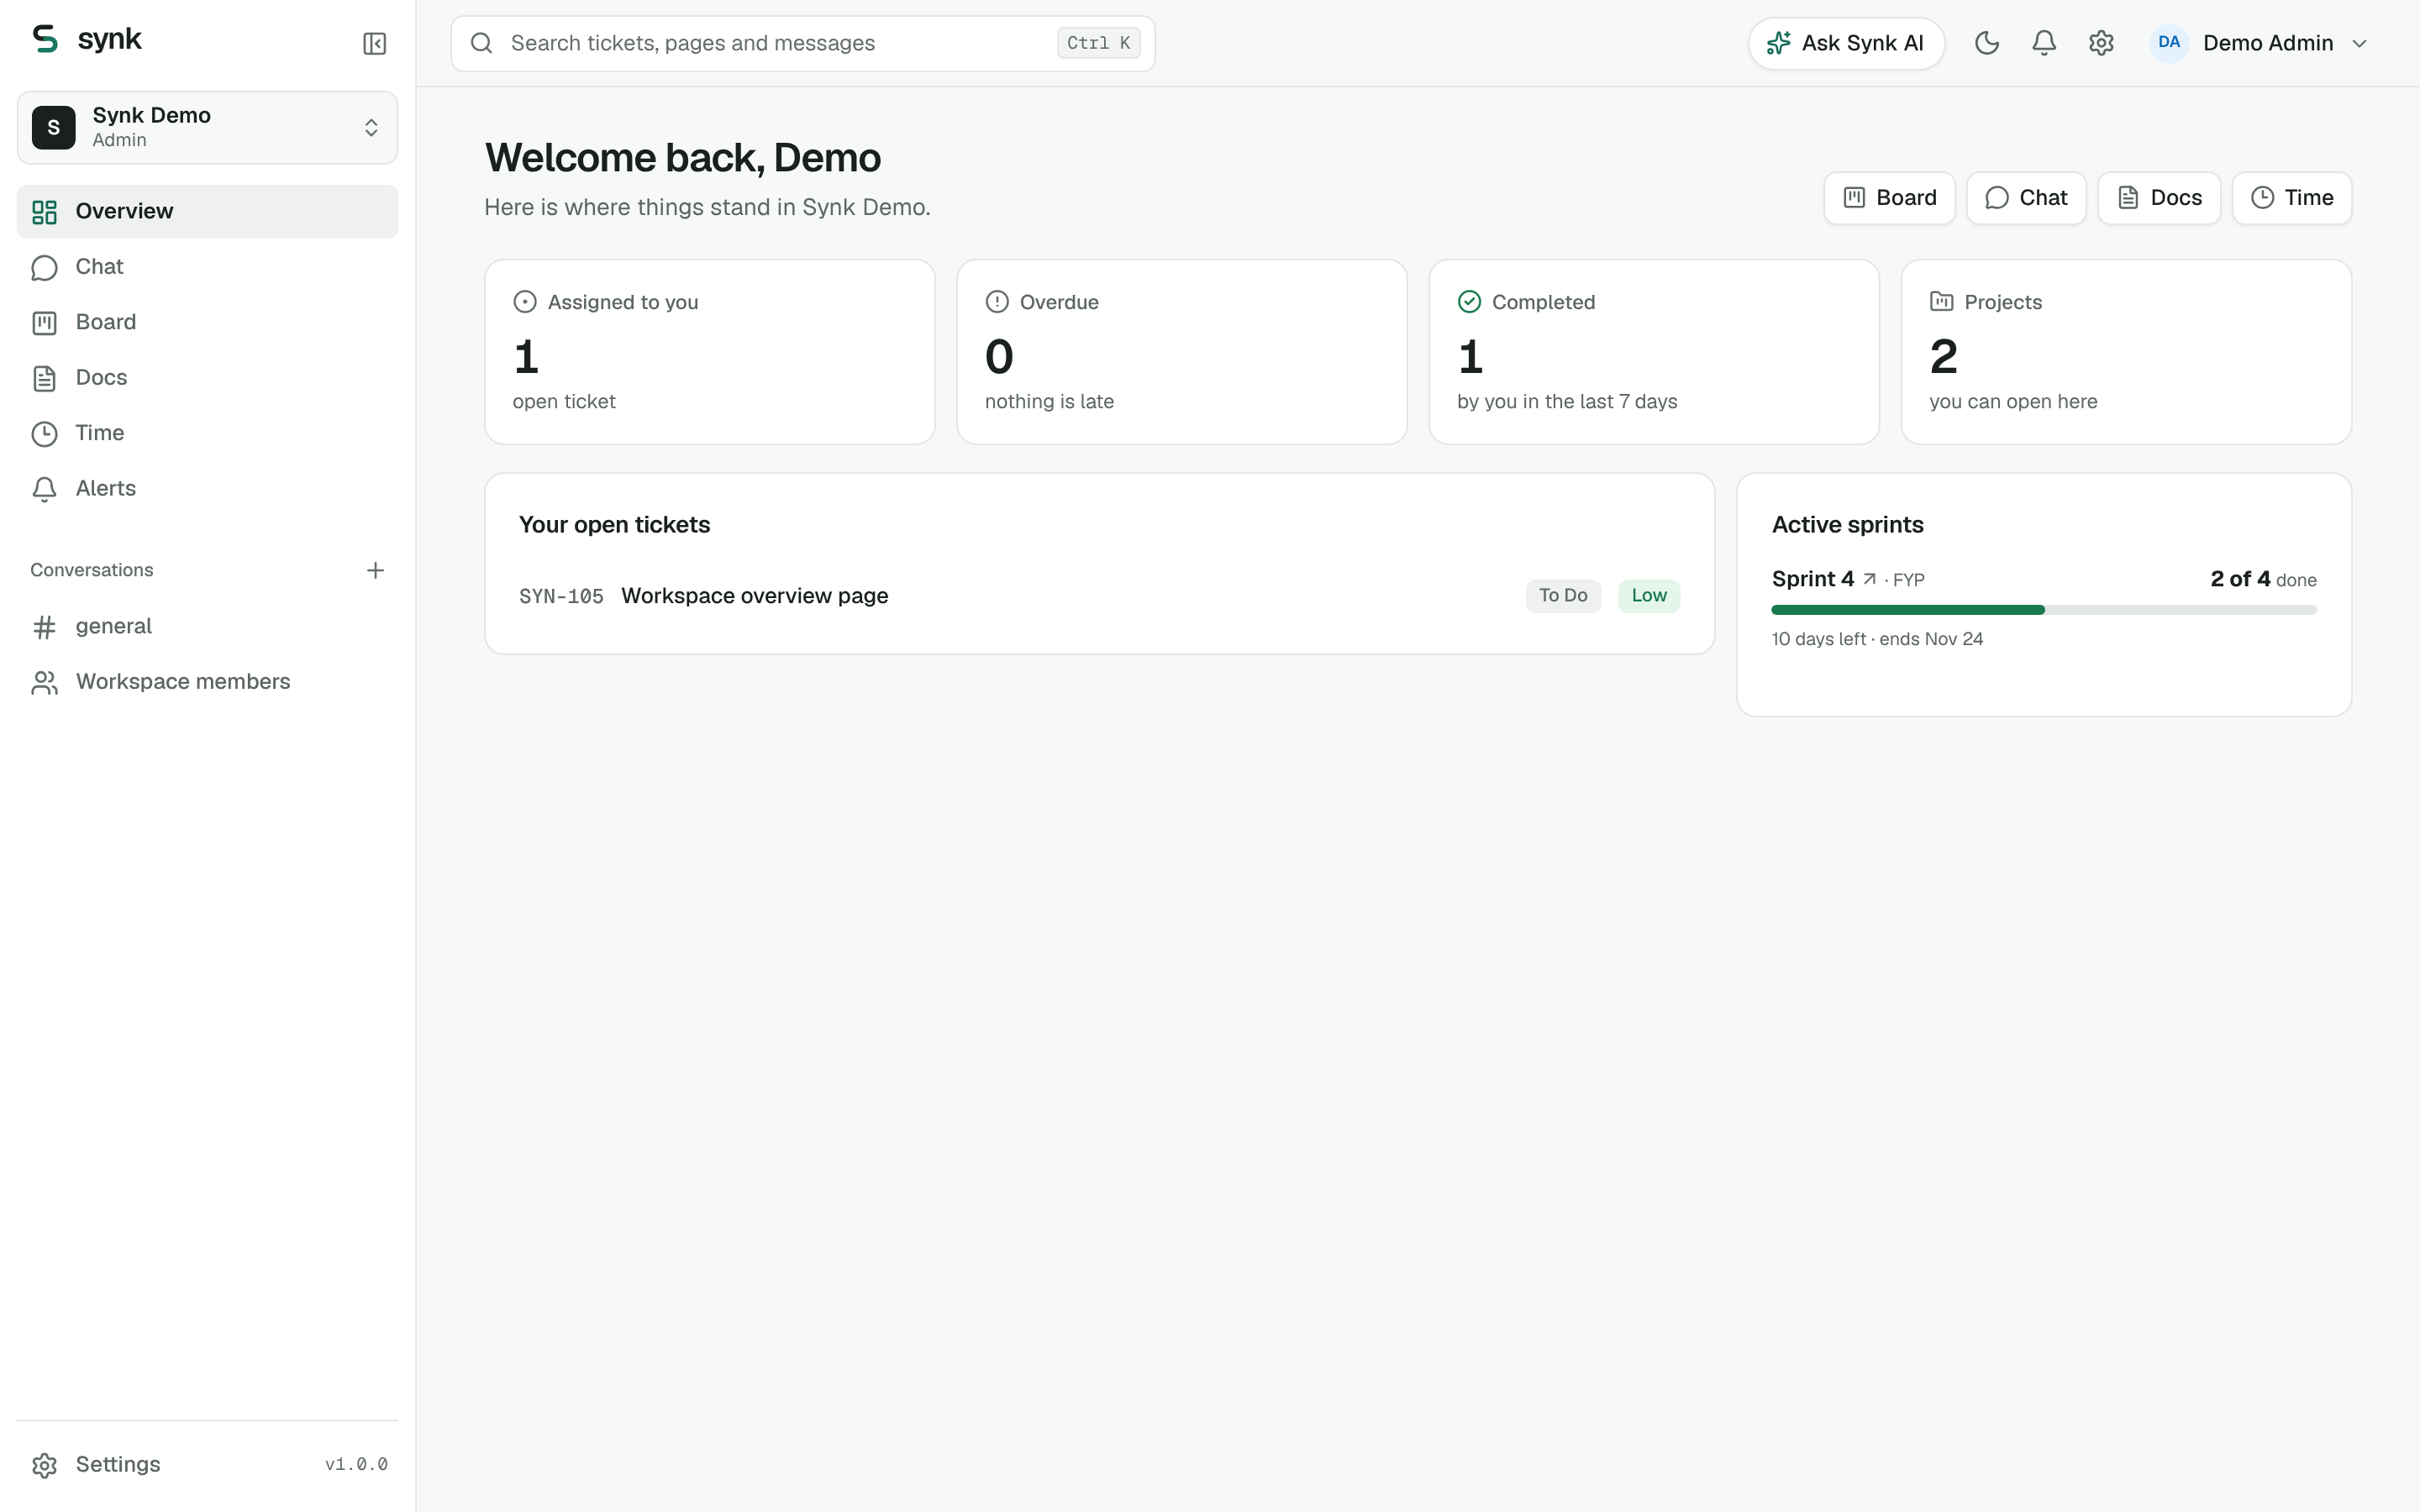 synk
Search tickets, pages and messages
Ctrl K
Ask Synk AI
DA
Demo Admin
S
Synk Demo
Admin
Overview
Chat
Board
Docs
Time
Alerts
Conversations
general
Workspace members
Settings
v1.0.0
Welcome back, Demo
Here is where things stand in Synk Demo.
Board
Chat
Docs
Time
Assigned to you
1
open ticket
Overdue
0
nothing is late
Completed
1
by you in the last 7 days
Projects
2
you can open here
Your open tickets
SYN-105 Workspace overview page To Do Low
Active sprints
Sprint 4 · FYP 2 of 4 done
10 days left · ends Nov 24